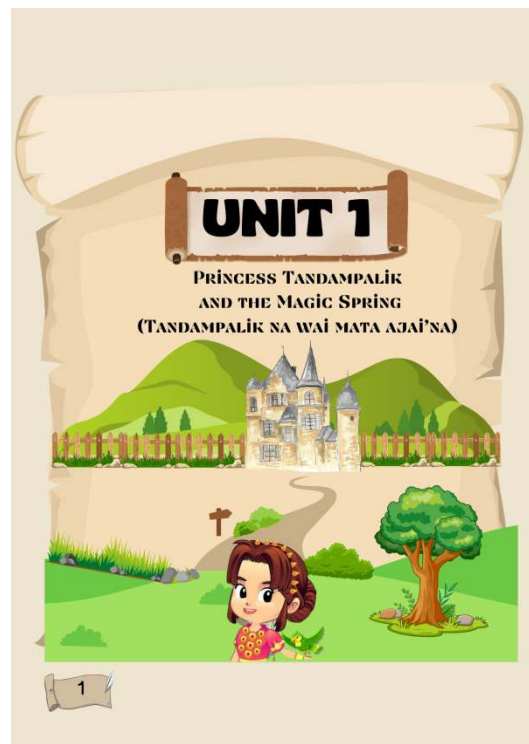 UNIT 1
Princess Tandampalik
and the Magic Spring
(Tandampalik na wai mata ajai'na)
1